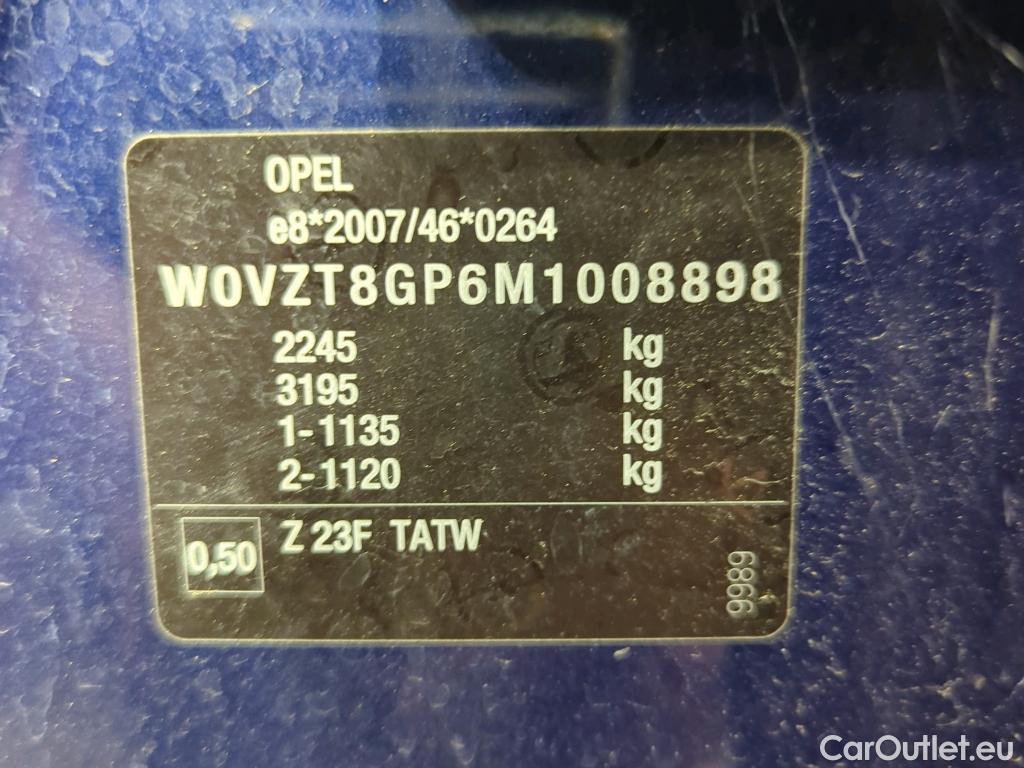 OPEL
e8*2007/46*0264
W0VZT8GP6M1008898
2245 kg
3195 kg
1-1135 kg
2-1120 kg
0,50 Z 23F TATW
9989
CarOutlet.eu